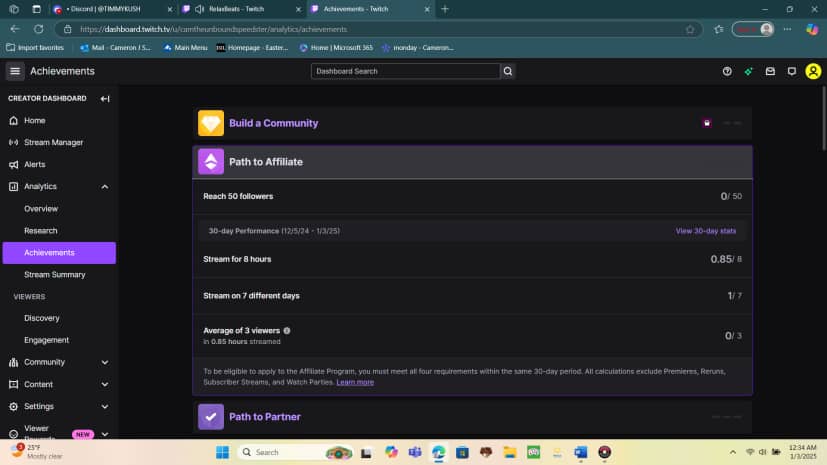 • Discord | @TIMMYKUSH
RelaxBeats - Twitch
Achievements - Twitch
https://dashboard.twitch.tv/u/camtheunboundspeedster/analytics/achievements
Import favorites
Mail - Cameron J S...
Main Menu
Homepage - Easter...
Home | Microsoft 365
monday - Cameron...
Achievements
Dashboard Search
CREATOR DASHBOARD
Home
Stream Manager
Alerts
Analytics
Overview
Research
Achievements
Stream Summary
VIEWERS
Discovery
Engagement
Community
Content
Settings
Viewer
NEW
Build a Community
Path to Affiliate
Reach 50 followers
0/ 50
30-day Performance (12/5/24 - 1/3/25)
View 30-day stats
Stream for 8 hours
0.85/ 8
Stream on 7 different days
1/ 7
Average of 3 viewers
in 0.85 hours streamed
0/ 3
To be eligible to apply to the Affiliate Program, you must meet all four requirements within the same 30-day period. All calculations exclude Premieres, Reruns,
Subscriber Streams, and Watch Parties. Learn more
Path to Partner
3
25°F
Mostly clear
Search
12:34 AM
1/3/2025